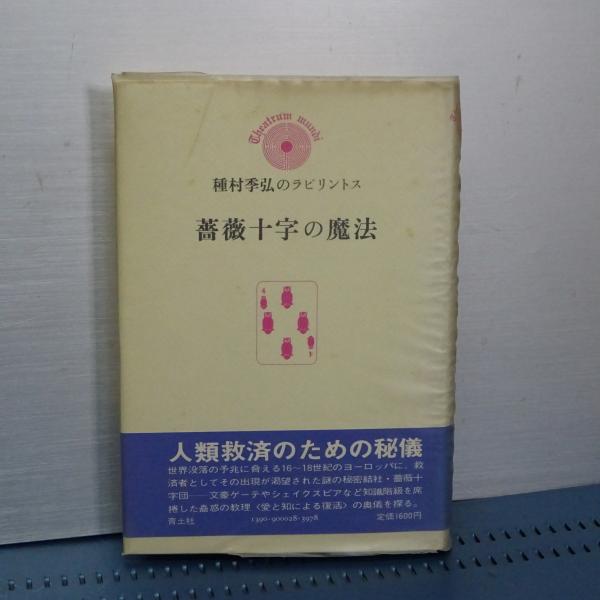 Theatrum mundi
種村季弘のラビリントス
薔薇十字の魔法
4
4
人類救済のための秘儀
世界没落の予兆に脅える16〜18世紀のヨーロッパに、救
済者としてその出現が渇望された謎の秘密結社・薔薇十
字団——文豪ゲーテやシェイクスピアなど知識階級を席
捲した蠱惑の教理〈愛と知による復活〉の奥儀を探る。
青土社 1390-900028-3978 定価1600円